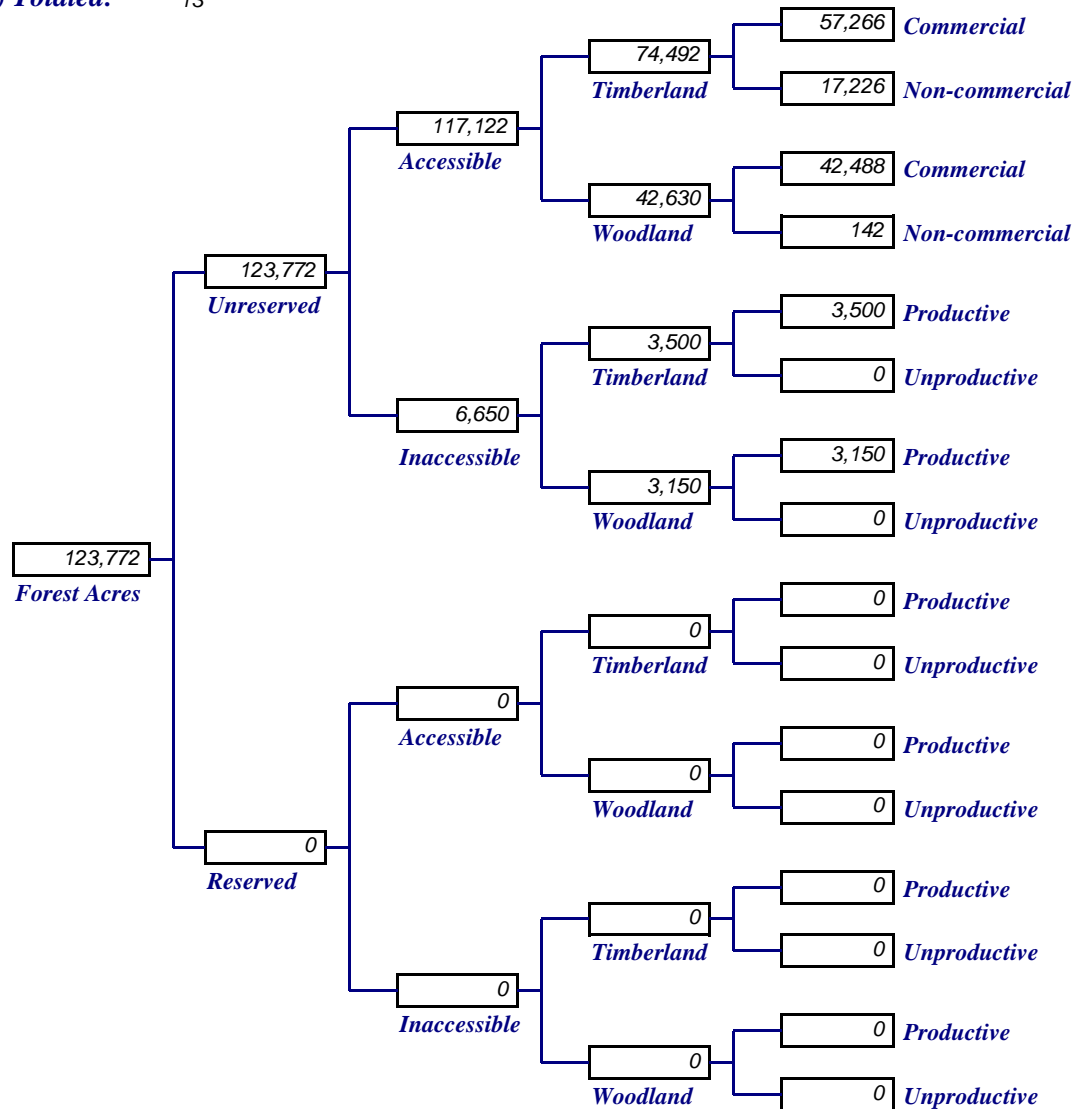 Totaled: 13
57,266 Commercial
74,492
Timberland
17,226 Non-commercial
117,122
Accessible
42,488 Commercial
42,630
Woodland
142 Non-commercial
123,772
Unreserved
3,500 Productive
3,500
Timberland
0 Unproductive
6,650
Inaccessible
3,150 Productive
3,150
Woodland
0 Unproductive
123,772
Forest Acres
0 Productive
0
Timberland
0 Unproductive
0
Accessible
0 Productive
0
Woodland
0 Unproductive
0
Reserved
0 Productive
0
Timberland
0 Unproductive
0
Inaccessible
0 Productive
0
Woodland
0 Unproductive